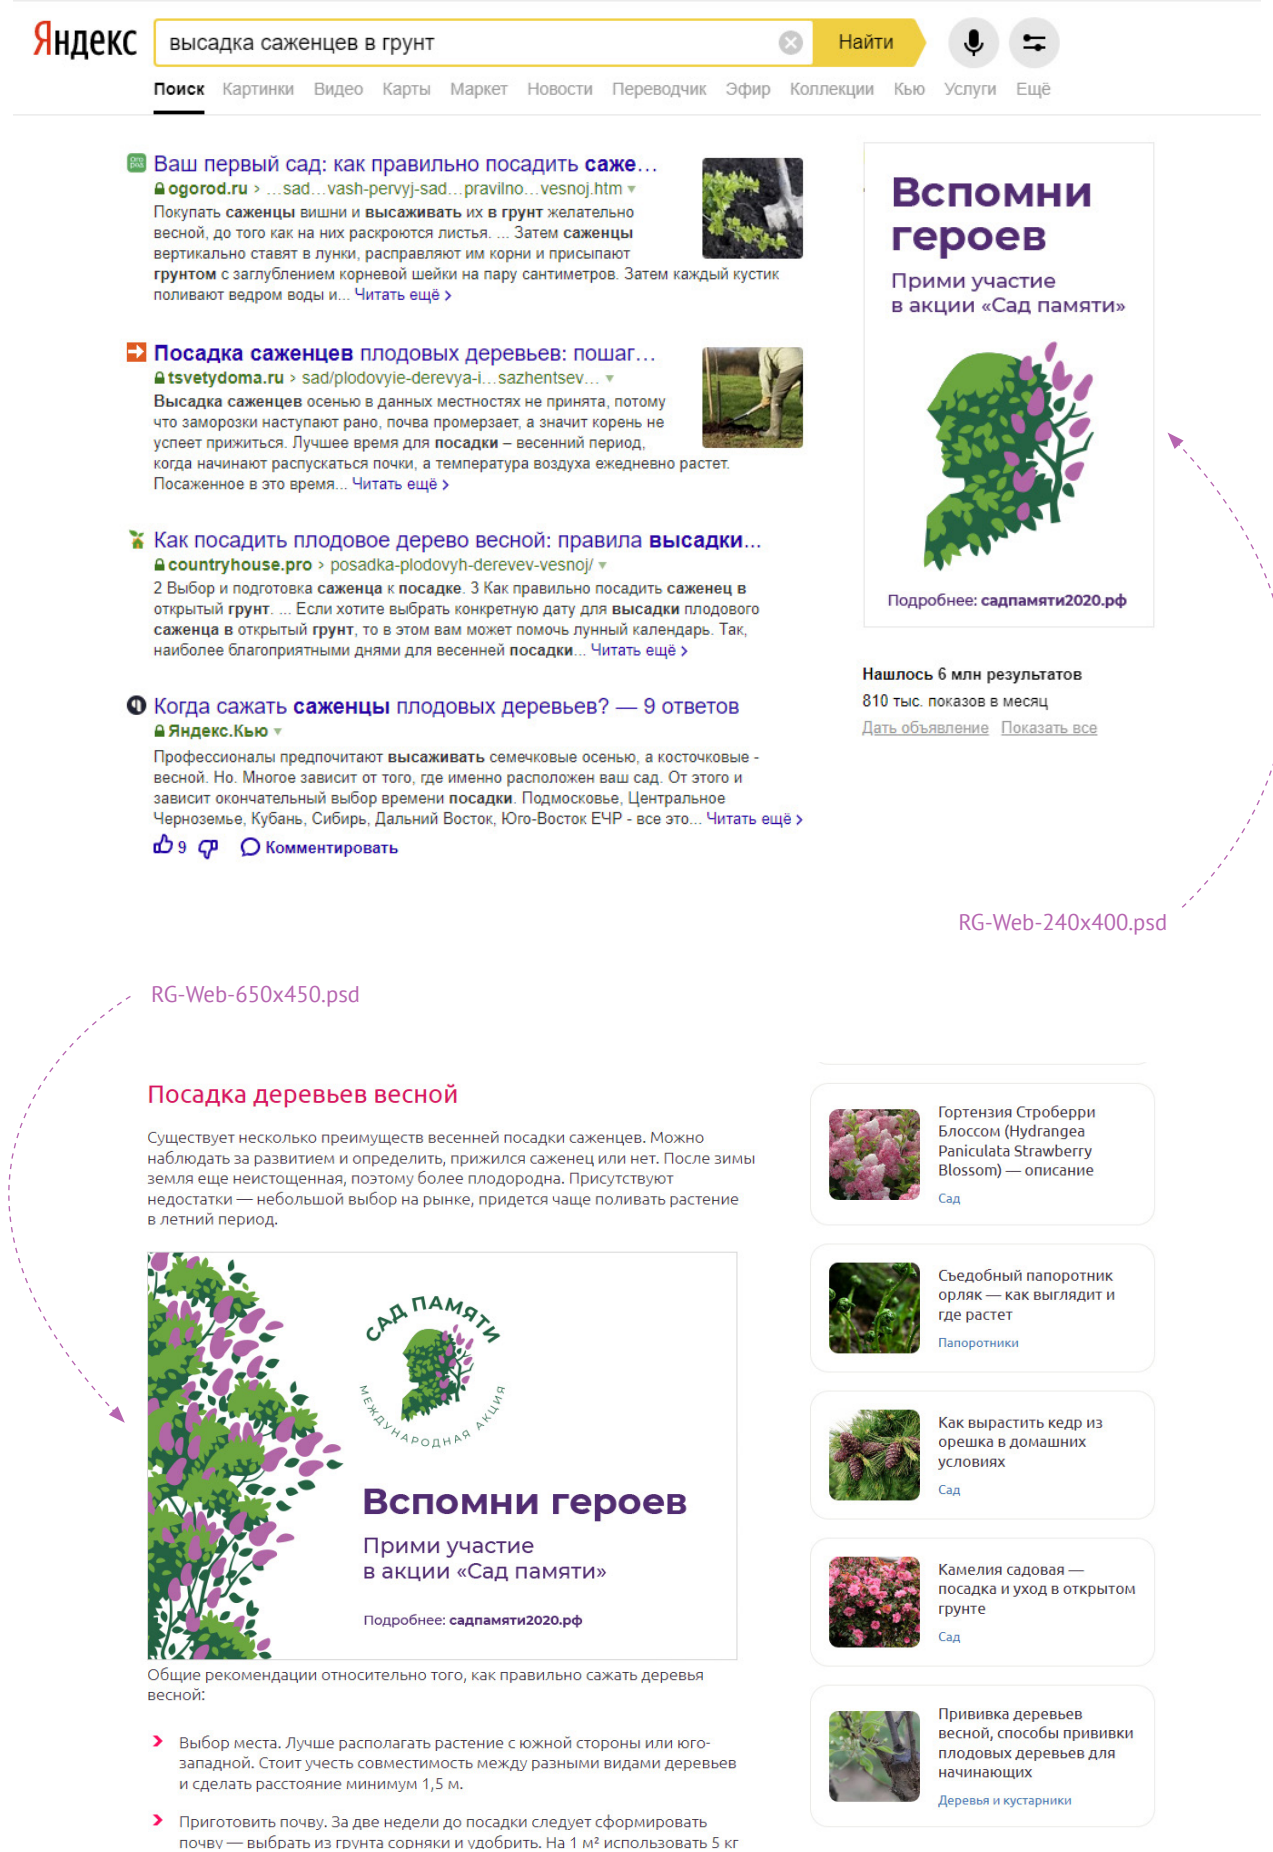 Яндекс
высадка саженцев в грунт
Найти
Поиск Картинки Видео Карты Маркет Новости Переводчик Эфир Коллекции Кью Услуги Ещё
Ваш первый сад: как правильно посадить саже...
ogorod.ru > ...sad...vash-pervyj-sad...pravilno...vesnoj.htm
Покупать саженцы вишни и высаживать их в грунт желательно
весной, до того как на них раскроются листья. ... Затем саженцы
вертикально ставят в лунки, расправляют им корни и присыпают
грунтом с заглублением корневой шейки на пару сантиметров. Затем каждый кустик
поливают ведром воды и... Читать ещё >
Посадка саженцев плодовых деревьев: пошаг...
tsvetydoma.ru > sad/plodovyie-derevya-i...sazhentsev...
Высадка саженцев осенью в данных местностях не принята, потому
что заморозки наступают рано, почва промерзает, а значит корень не
успеет прижиться. Лучшее время для посадки – весенний период,
когда начинают распускаться почки, а температура воздуха ежедневно растет.
Посаженное в это время... Читать ещё >
Как посадить плодовое дерево весной: правила высадки...
countryhouse.pro > posadka-plodovyh-derevev-vesnoj/
2 Выбор и подготовка саженца к посадке. 3 Как правильно посадить саженец в
открытый грунт. ... Если хотите выбрать конкретную дату для высадки плодового
саженца в открытый грунт, то в этом вам может помочь лунный календарь. Так,
наиболее благоприятными днями для весенней посадки... Читать ещё >
Когда сажать саженцы плодовых деревьев? — 9 ответов
Яндекс.Кью
Профессионалы предпочитают высаживать семечковые осенью, а косточковые -
весной. Но. Многое зависит от того, где именно расположен ваш сад. От этого и
зависит окончательный выбор времени посадки. Подмосковье, Центральное
Черноземье, Кубань, Сибирь, Дальний Восток, Юго-Восток ЕЧР - все это... Читать ещё >
9 Комментировать
Вспомни
героев
Прими участие
в акции «Сад памяти»
Подробнее: садпамяти2020.рф
Нашлось 6 млн результатов
810 тыс. показов в месяц
Дать объявление Показать все
RG-Web-240x400.psd
RG-Web-650x450.psd
Посадка деревьев весной
Существует несколько преимуществ весенней посадки саженцев. Можно
наблюдать за развитием и определить, прижился саженец или нет. После зимы
земля еще неистощенная, поэтому более плодородна. Присутствуют
недостатки — небольшой выбор на рынке, придется чаще поливать растение
в летний период.
САД ПАМЯТИ
МЕЖДУНАРОДНАЯ АКЦИЯ
Вспомни героев
Прими участие
в акции «Сад памяти»
Подробнее: садпамяти2020.рф
Общие рекомендации относительно того, как правильно сажать деревья
весной:
Выбор места. Лучше располагать растение с южной стороны или юго-
западной. Стоит учесть совместимость между разными видами деревьев
и сделать расстояние минимум 1,5 м.
Приготовить почву. За две недели до посадки следует сформировать
почву — выбрать из грунта сорняки и удобрить. На 1 м² использовать 5 кг
Гортензия Строберри
Блоссом (Hydrangea
Paniculata Strawberry
Blossom) — описание
Сад
Съедобный папоротник
орляк — как выглядит и
где растет
Папоротники
Как вырастить кедр из
орешка в домашних
условиях
Сад
Камелия садовая —
посадка и уход в открытом
грунте
Сад
Прививка деревьев
весной, способы прививки
плодовых деревьев для
начинающих
Деревья и кустарники